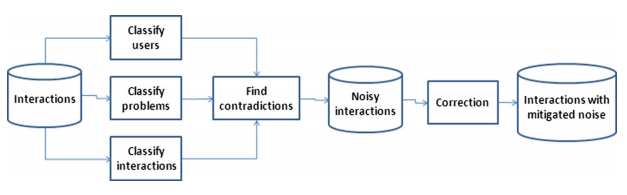 Classify
users
Interactions
Classify
problems
Classify
interactions
Find
contradictions
Noisy
interactions
Correction
Interactions with
mitigated noise